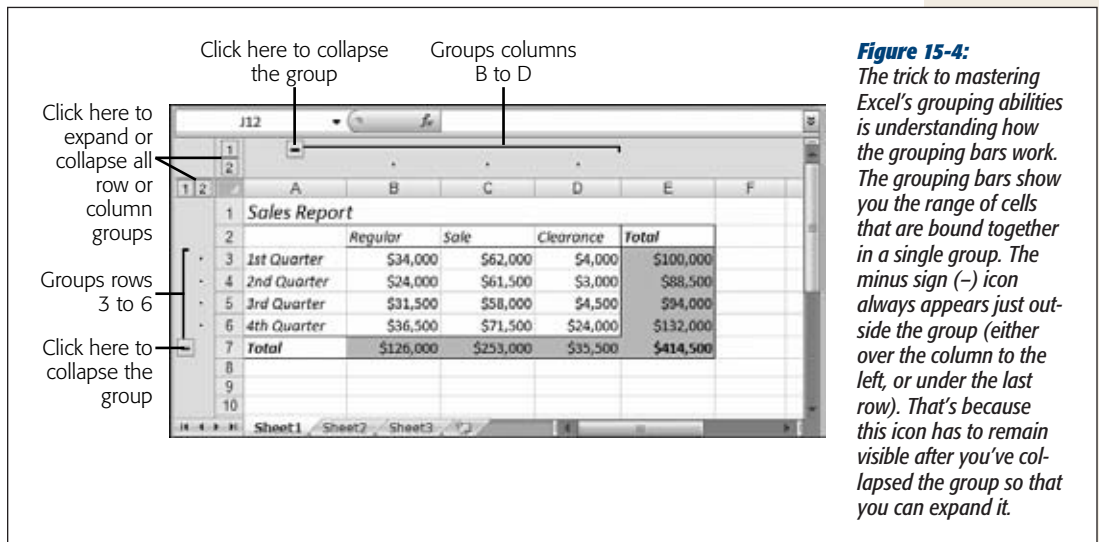 Click here to collapse
the group
Groups columns
B to D
Click here to
expand or
collapse all
row or
column
groups
Groups rows
3 to 6
Click here to
collapse the
group
J12
fx
1
2
1 2
A B C D E F
1 Sales Report
2 Regular Sale Clearance Total
3 1st Quarter $34,000 $62,000 $4,000 $100,000
4 2nd Quarter $24,000 $61,500 $3,000 $88,500
5 3rd Quarter $31,500 $58,000 $4,500 $94,000
6 4th Quarter $36,500 $71,500 $24,000 $132,000
7 Total $126,000 $253,000 $35,500 $414,500
8
9
10
Sheet1 Sheet2 Sheet3
Figure 15-4:
The trick to mastering
Excel’s grouping abilities
is understanding how
the grouping bars work.
The grouping bars show
you the range of cells
that are bound together
in a single group. The
minus sign (–) icon
always appears just out-
side the group (either
over the column to the
left, or under the last
row). That’s because
this icon has to remain
visible after you’ve col-
lapsed the group so that
you can expand it.